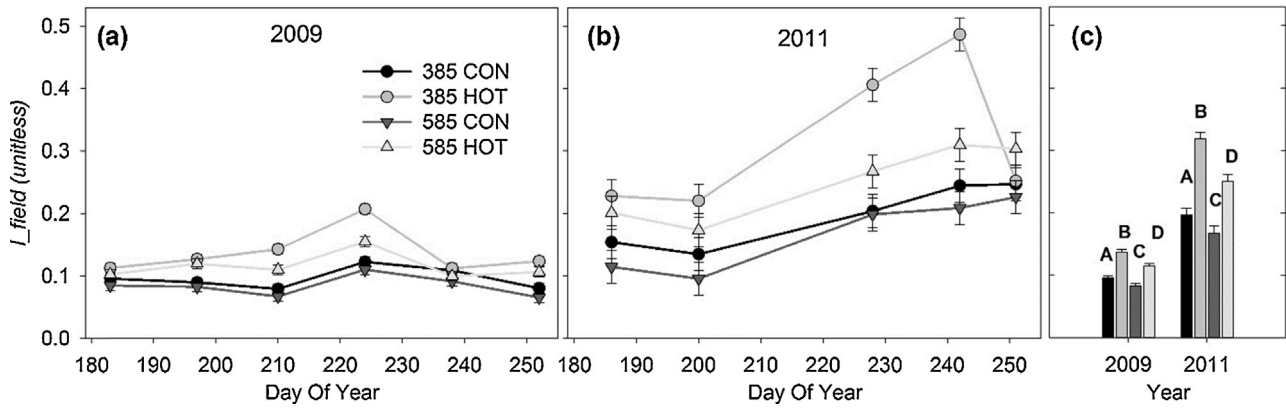 (a) 2009
385 CON
385 HOT
585 CON
585 HOT
I_field (unitless)
0.5
0.4
0.3
0.2
0.1
0.0
180 190 200 210 220 230 240 250
Day Of Year
(b) 2011
180 190 200 210 220 230 240 250
Day Of Year
(c)
A B C D
A B C D
2009 2011
Year